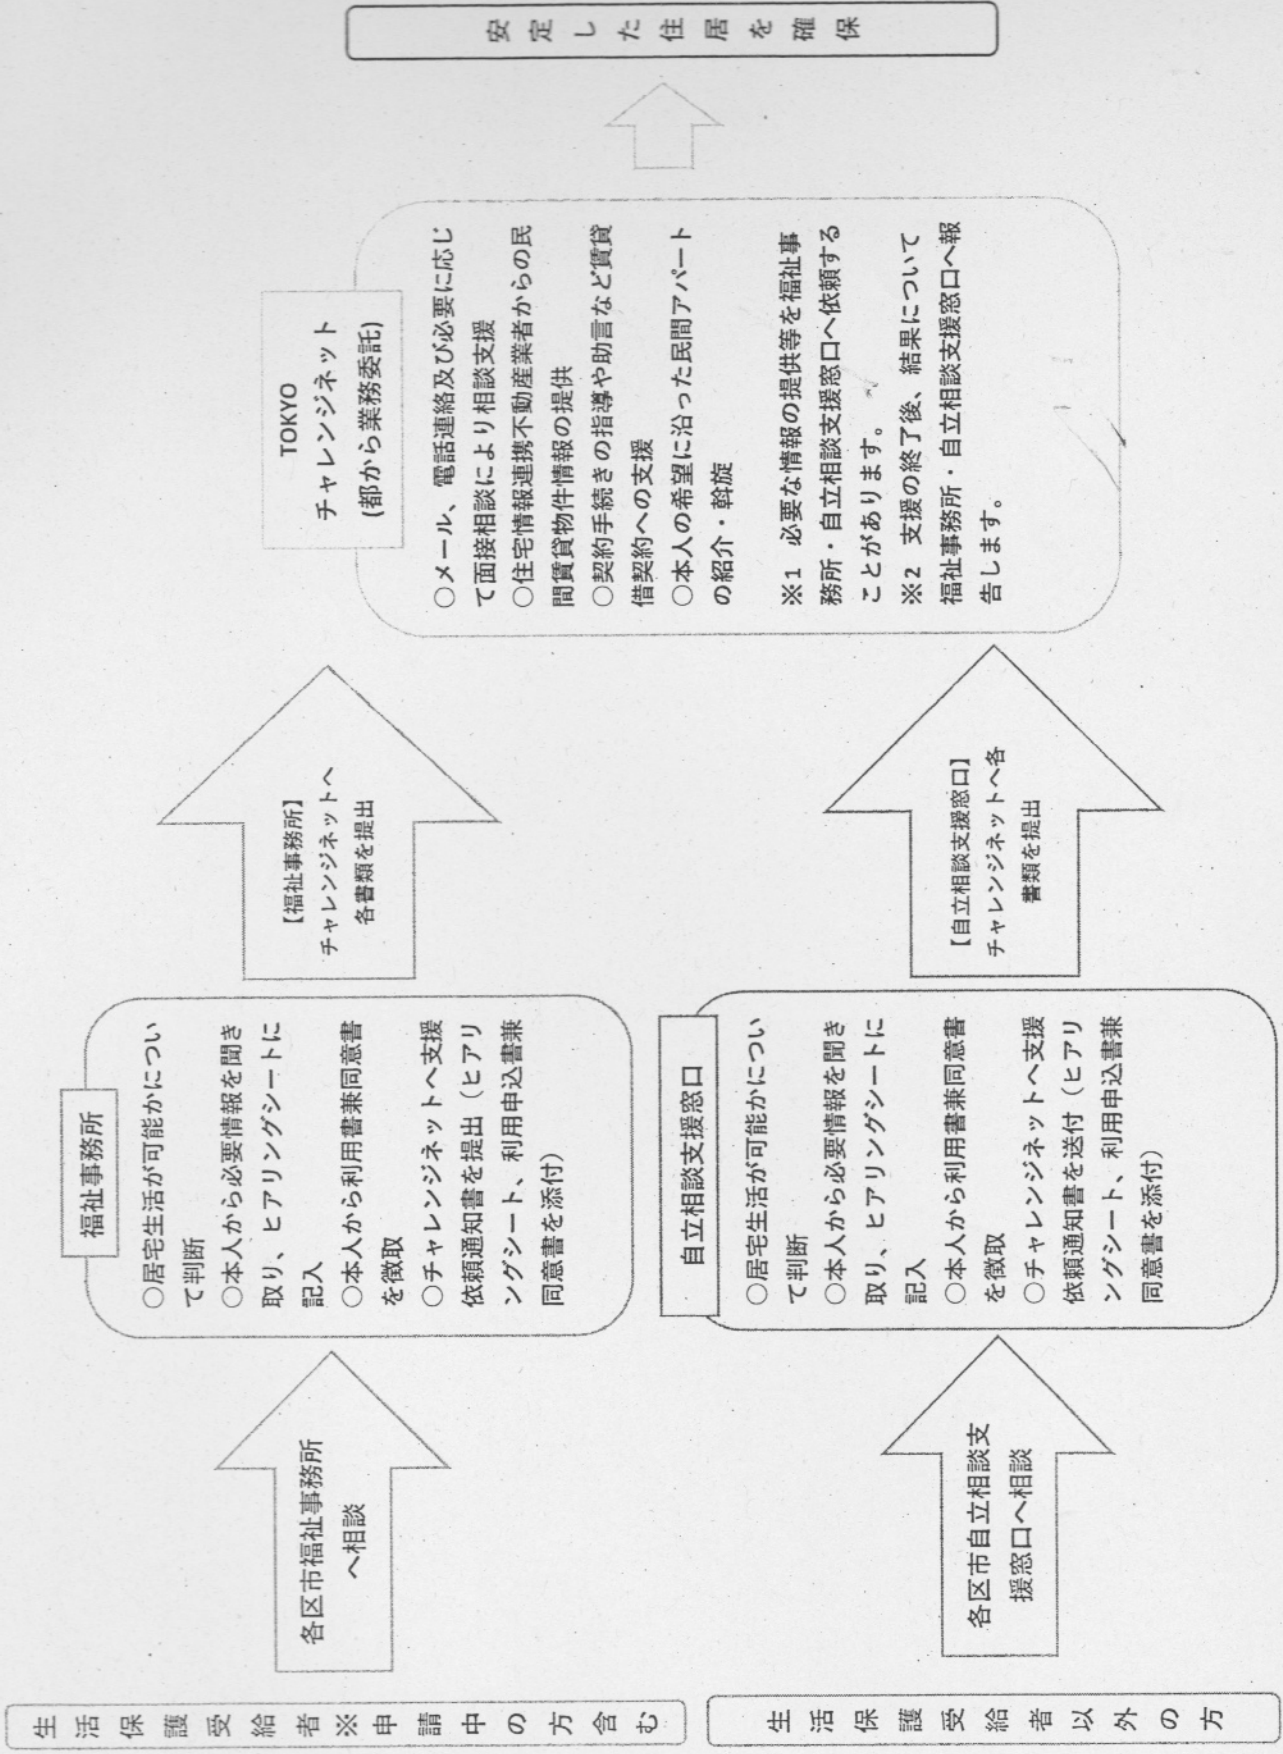 生活保護受給者※申請中の方含む
各区市福祉事務所
へ相談
福祉事務所
○居宅生活が可能かについ
て判断
○本人から必要情報を聞き
取り、ヒアリングシートに
記入
○本人から利用書兼同意書
を徴取
○チャレンジネットへ支援
依頼通知書を提出（ヒアリ
ングシート、利用申込書兼
同意書を添付）
【福祉事務所】
チャレンジネットへ
各書類を提出
生活保護受給者以外の方
各区市自立相談支
援窓口へ相談
自立相談支援窓口
○居宅生活が可能かについ
て判断
○本人から必要情報を聞き
取り、ヒアリングシートに
記入
○本人から利用書兼同意書
を徴取
○チャレンジネットへ支援
依頼通知書を送付（ヒアリ
ングシート、利用申込書兼
同意書を添付）
【自立相談支援窓口】
チャレンジネットへ各
書類を提出
TOKYO
チャレンジネット
(都から業務委託)
○メール、電話連絡及び必要に応じ
て面接相談により相談支援
○住宅情報連携不動産業者からの民
間賃貸物件情報の提供
○契約手続きの指導や助言など賃貸
借契約への支援
○本人の希望に沿った民間アパート
の紹介・斡旋
※1 必要な情報の提供等を福祉事
務所・自立相談支援窓口へ依頼する
ことがあります。
※2 支援の終了後、結果について
福祉事務所・自立相談支援窓口へ報
告します。
安定した住居を確保